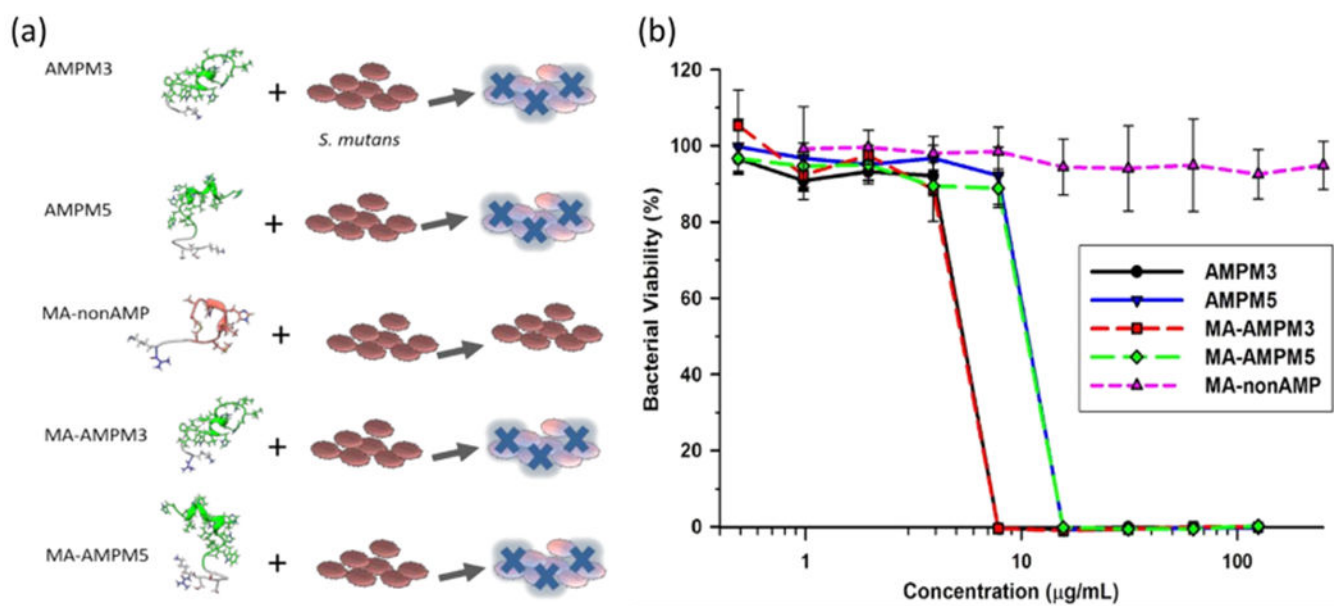 (a)
AMPM3
+
S. mutans
AMPM5
+
MA-nonAMP
+
MA-AMPM3
+
MA-AMPM5
+
(b)
120
100
80
60
40
20
0
Bacterial Viability (%)
1
10
100
Concentration (μg/mL)
AMPM3
AMPM5
MA-AMPM3
MA-AMPM5
MA-nonAMP